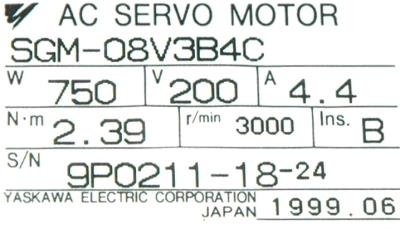 AC SERVO MOTOR
SGM-08V3B4C
W 750 V 200 A 4.4
N·m 2.39 r/min 3000 Ins. B
S/N 9P0211-18-24
YASKAWA ELECTRIC CORPORATION
JAPAN 1999.06